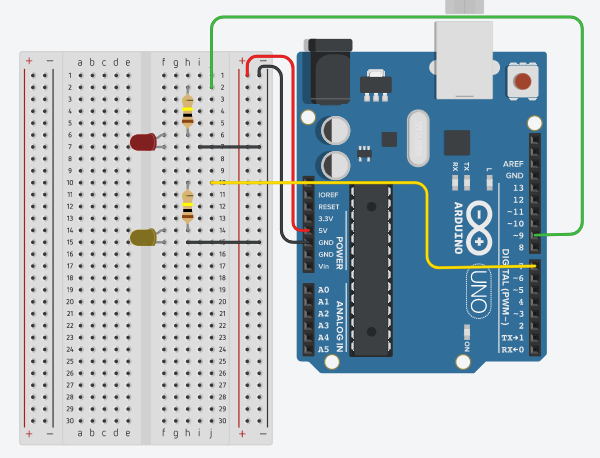 + − a b c d e f g h i j + −
1 1
2 2
3 3
4 4
5 5
6 6
7 7
8 8
9 9
10 10
11 11
12 12
13 13
14 14
15 15
16 16
17 17
18 18
19 19
20 20
21 21
22 22
23 23
24 24
25 25
26 26
27 27
28 28
29 29
30 30
+ − a b c d e f g h i j + −
AREF
GND
13
12
~11
~10
~9
8
7
~6
~5
4
~3
2
TX→1
RX←0
DIGITAL (PWM~)
RX
TX
L
ARDUINO
UNO
ON
IOREF
RESET
3.3V
5V
GND
GND
Vin
POWER
A0
A1
A2
A3
A4
A5
ANALOG IN